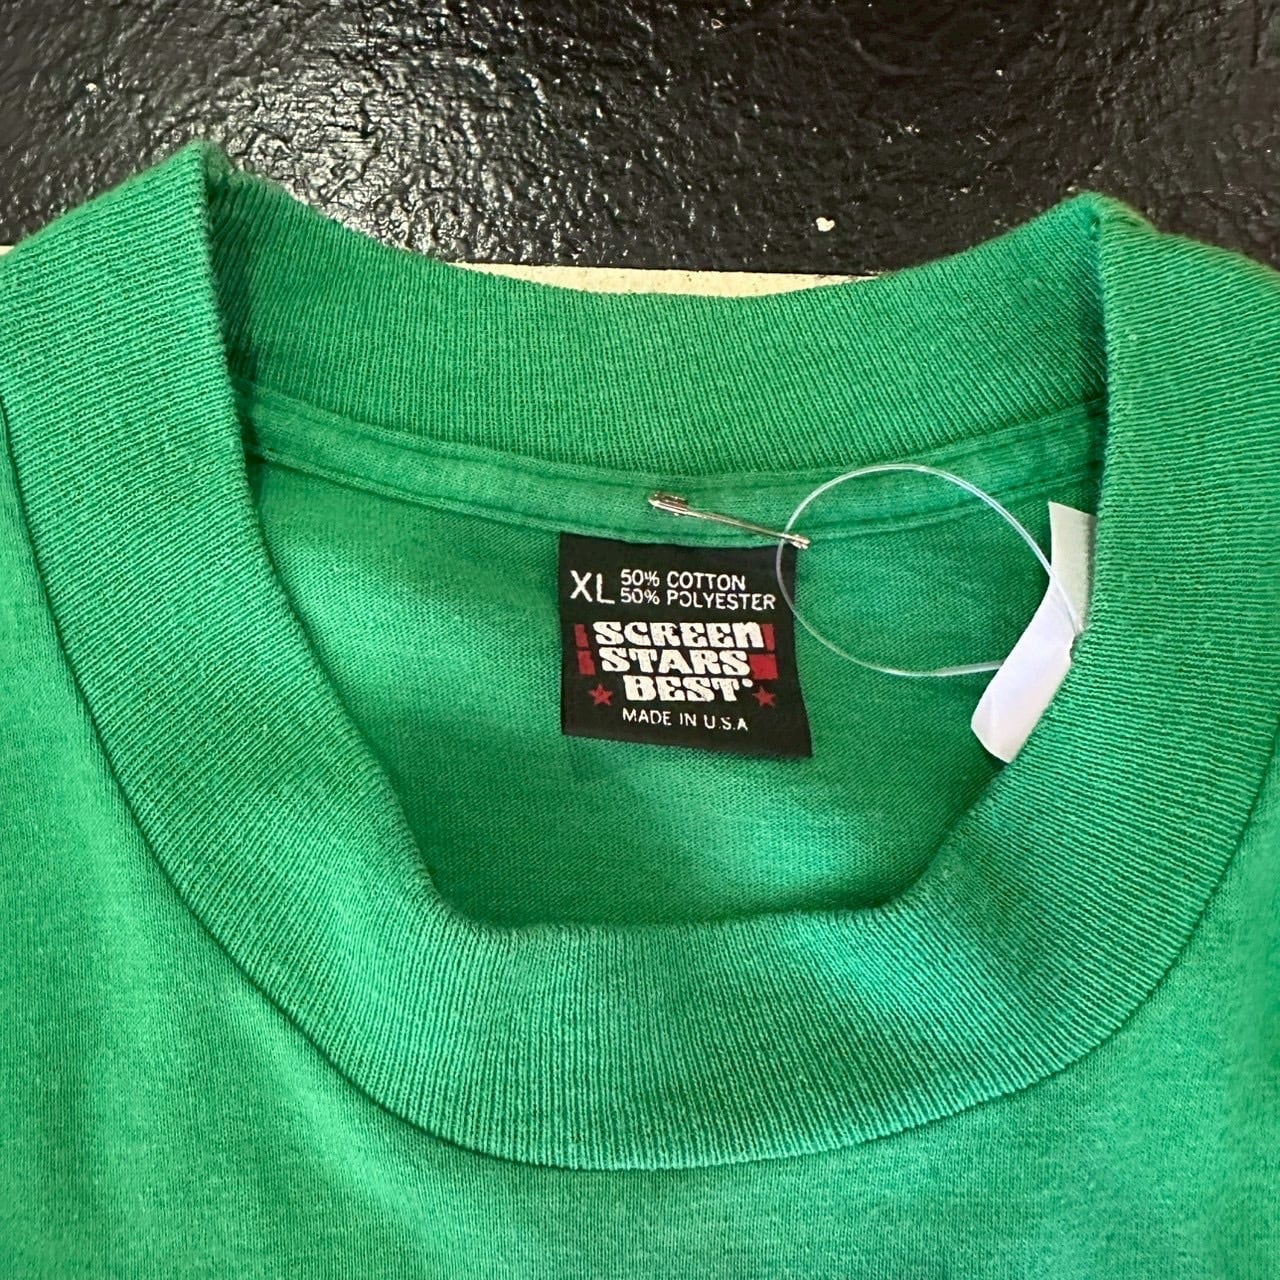 XL 50% COTTON
50% POLYESTER
SCREEN
STARS
BEST
MADE IN U.S.A